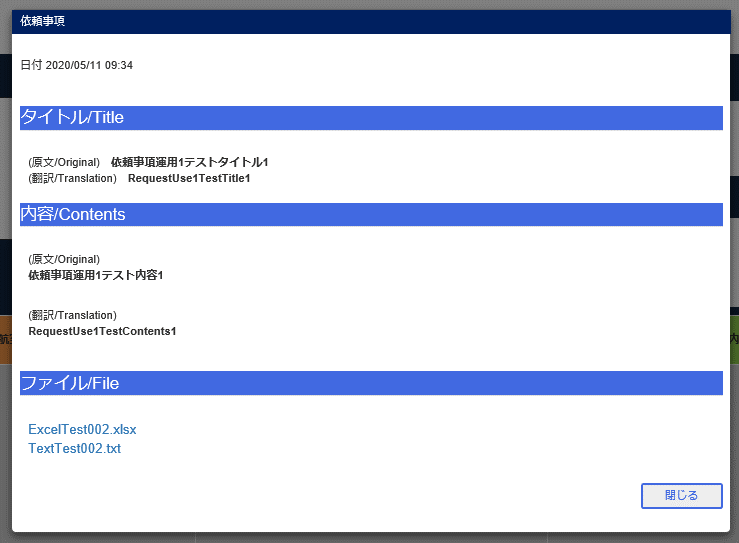 依頼事項
日付 2020/05/11 09:34
タイトル/Title
(原文/Original) 依頼事項運用1テストタイトル1
(翻訳/Translation) RequestUse1TestTitle1
内容/Contents
(原文/Original)
依頼事項運用1テスト内容1
(翻訳/Translation)
RequestUse1TestContents1
ファイル/File
ExcelTest002.xlsx
TextTest002.txt
閉じる